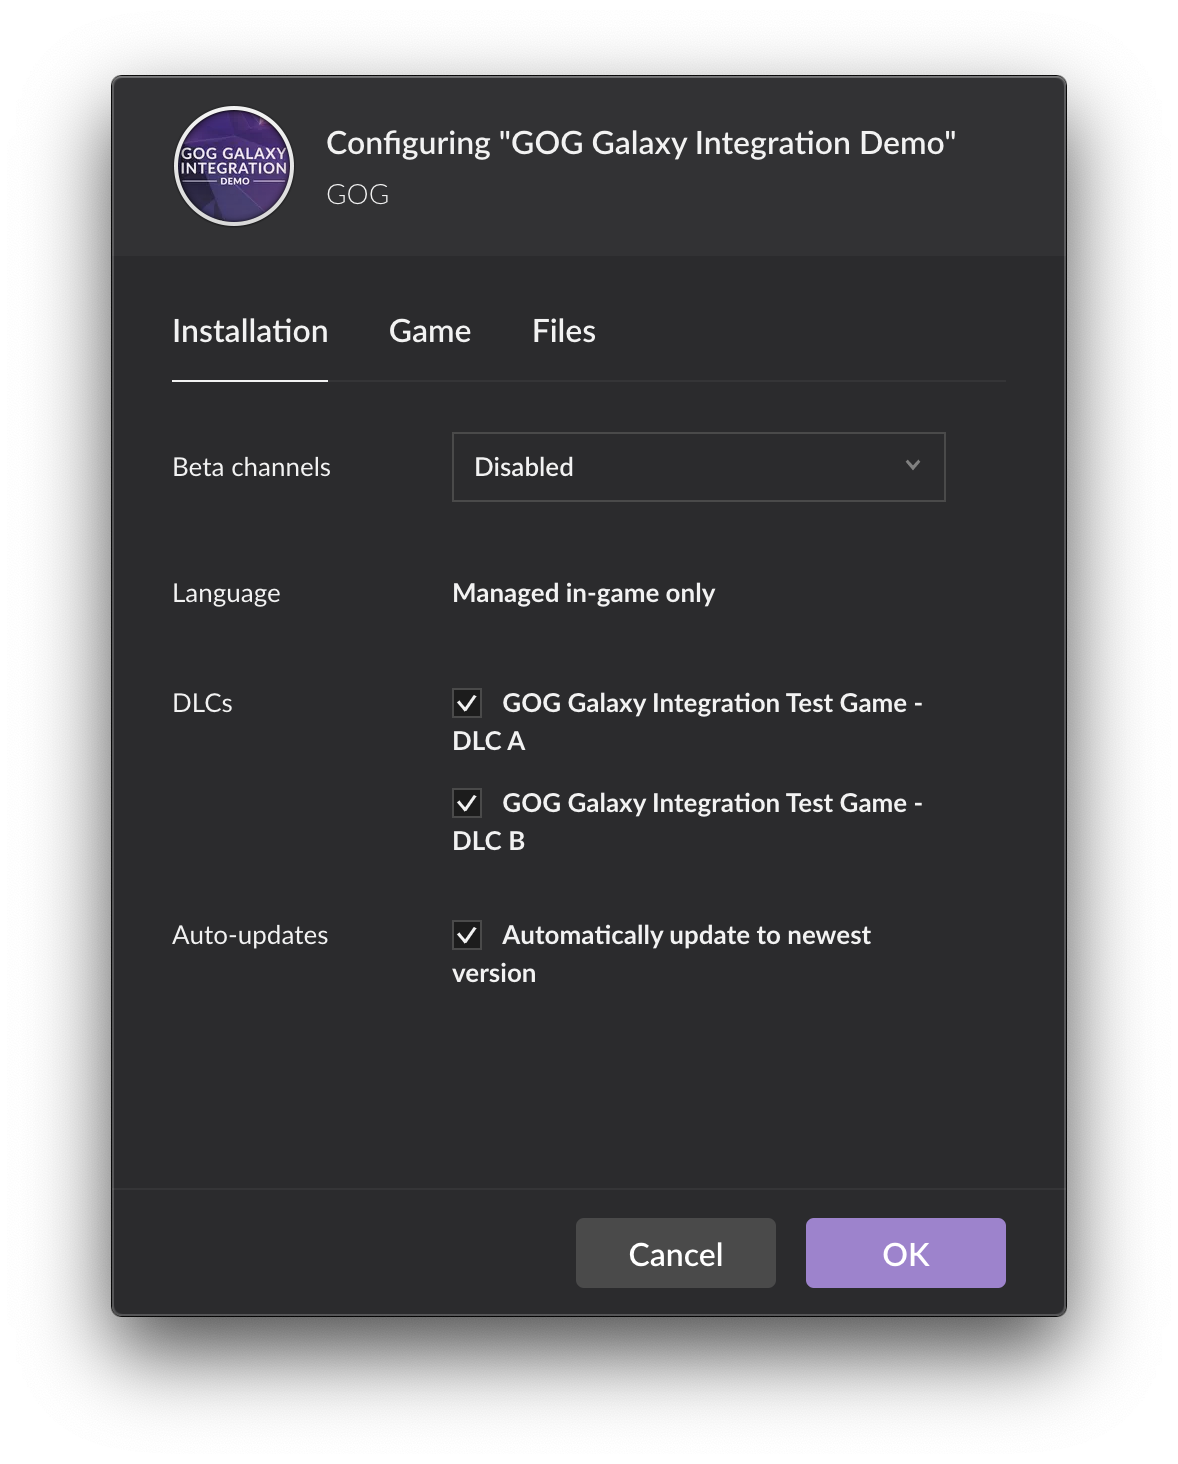 GOG GALAXY
INTEGRATION
DEMO
Configuring "GOG Galaxy Integration Demo"
GOG
Installation Game Files
Beta channels Disabled
Language Managed in-game only
DLCs GOG Galaxy Integration Test Game -
DLC A
GOG Galaxy Integration Test Game -
DLC B
Auto-updates Automatically update to newest
version
Cancel OK